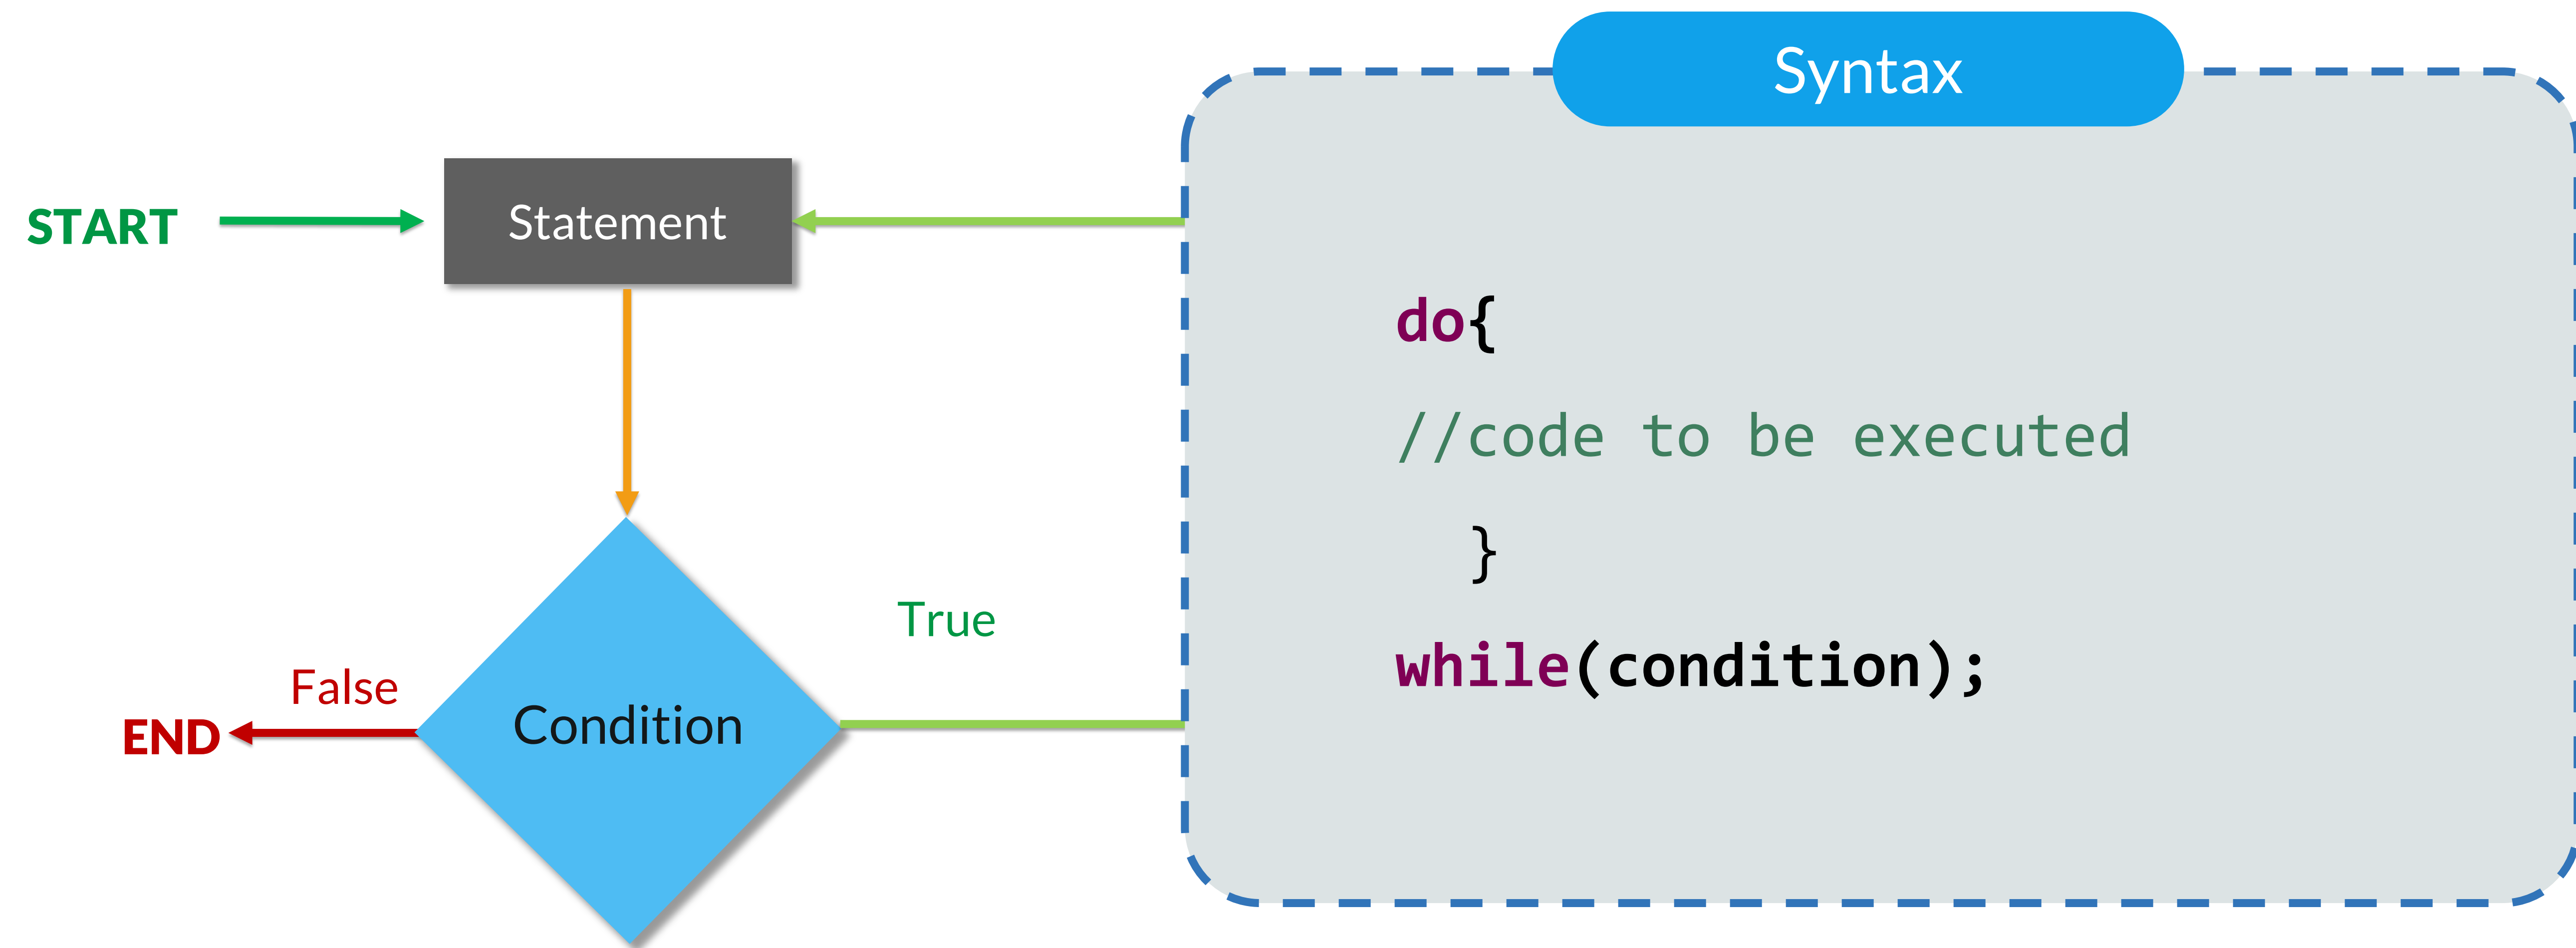 START
Statement
True
False
Condition
END
Syntax
do{
//code to be executed
}
while(condition);